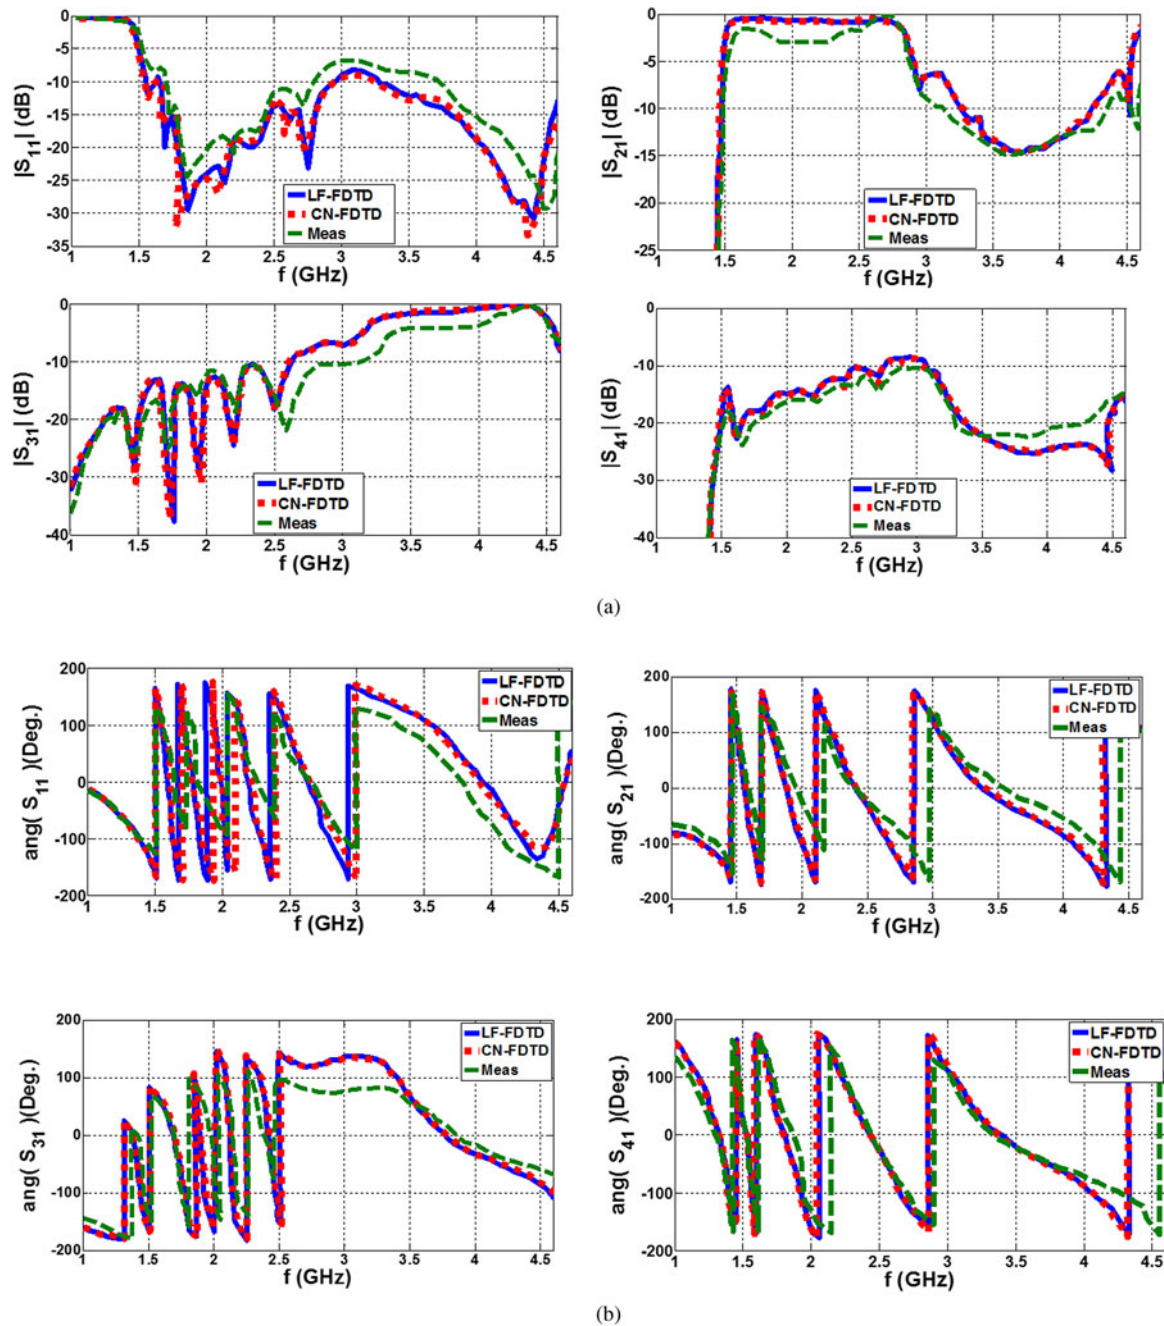 0
-5
-10
-15
-20
-25
-30
-35
|S11| (dB)
LF-FDTD
CN-FDTD
Meas
1 1.5 2 2.5 3 3.5 4 4.5
f (GHz)
0
-5
-10
-15
-20
-25
|S21| (dB)
LF-FDTD
CN-FDTD
Meas
1 1.5 2 2.5 3 3.5 4 4.5
f (GHz)
0
-10
-20
-30
-40
|S31| (dB)
LF-FDTD
CN-FDTD
Meas
1 1.5 2 2.5 3 3.5 4 4.5
f (GHz)
0
-10
-20
-30
-40
|S41| (dB)
LF-FDTD
CN-FDTD
Meas
1 1.5 2 2.5 3 3.5 4 4.5
f (GHz)
(a)
200
100
0
-100
-200
ang( S11 )(Deg.)
LF-FDTD
CN-FDTD
Meas
1 1.5 2 2.5 3 3.5 4 4.5
f (GHz)
200
100
0
-100
-200
ang( S21 )(Deg.)
LF-FDTD
CN-FDTD
Meas
1 1.5 2 2.5 3 3.5 4 4.5
f (GHz)
200
100
0
-100
-200
ang( S31 )(Deg.)
LF-FDTD
CN-FDTD
Meas
1 1.5 2 2.5 3 3.5 4 4.5
f (GHz)
200
100
0
-100
-200
ang( S41 )(Deg.)
LF-FDTD
CN-FDTD
Meas
1 1.5 2 2.5 3 3.5 4 4.5
f (GHz)
(b)